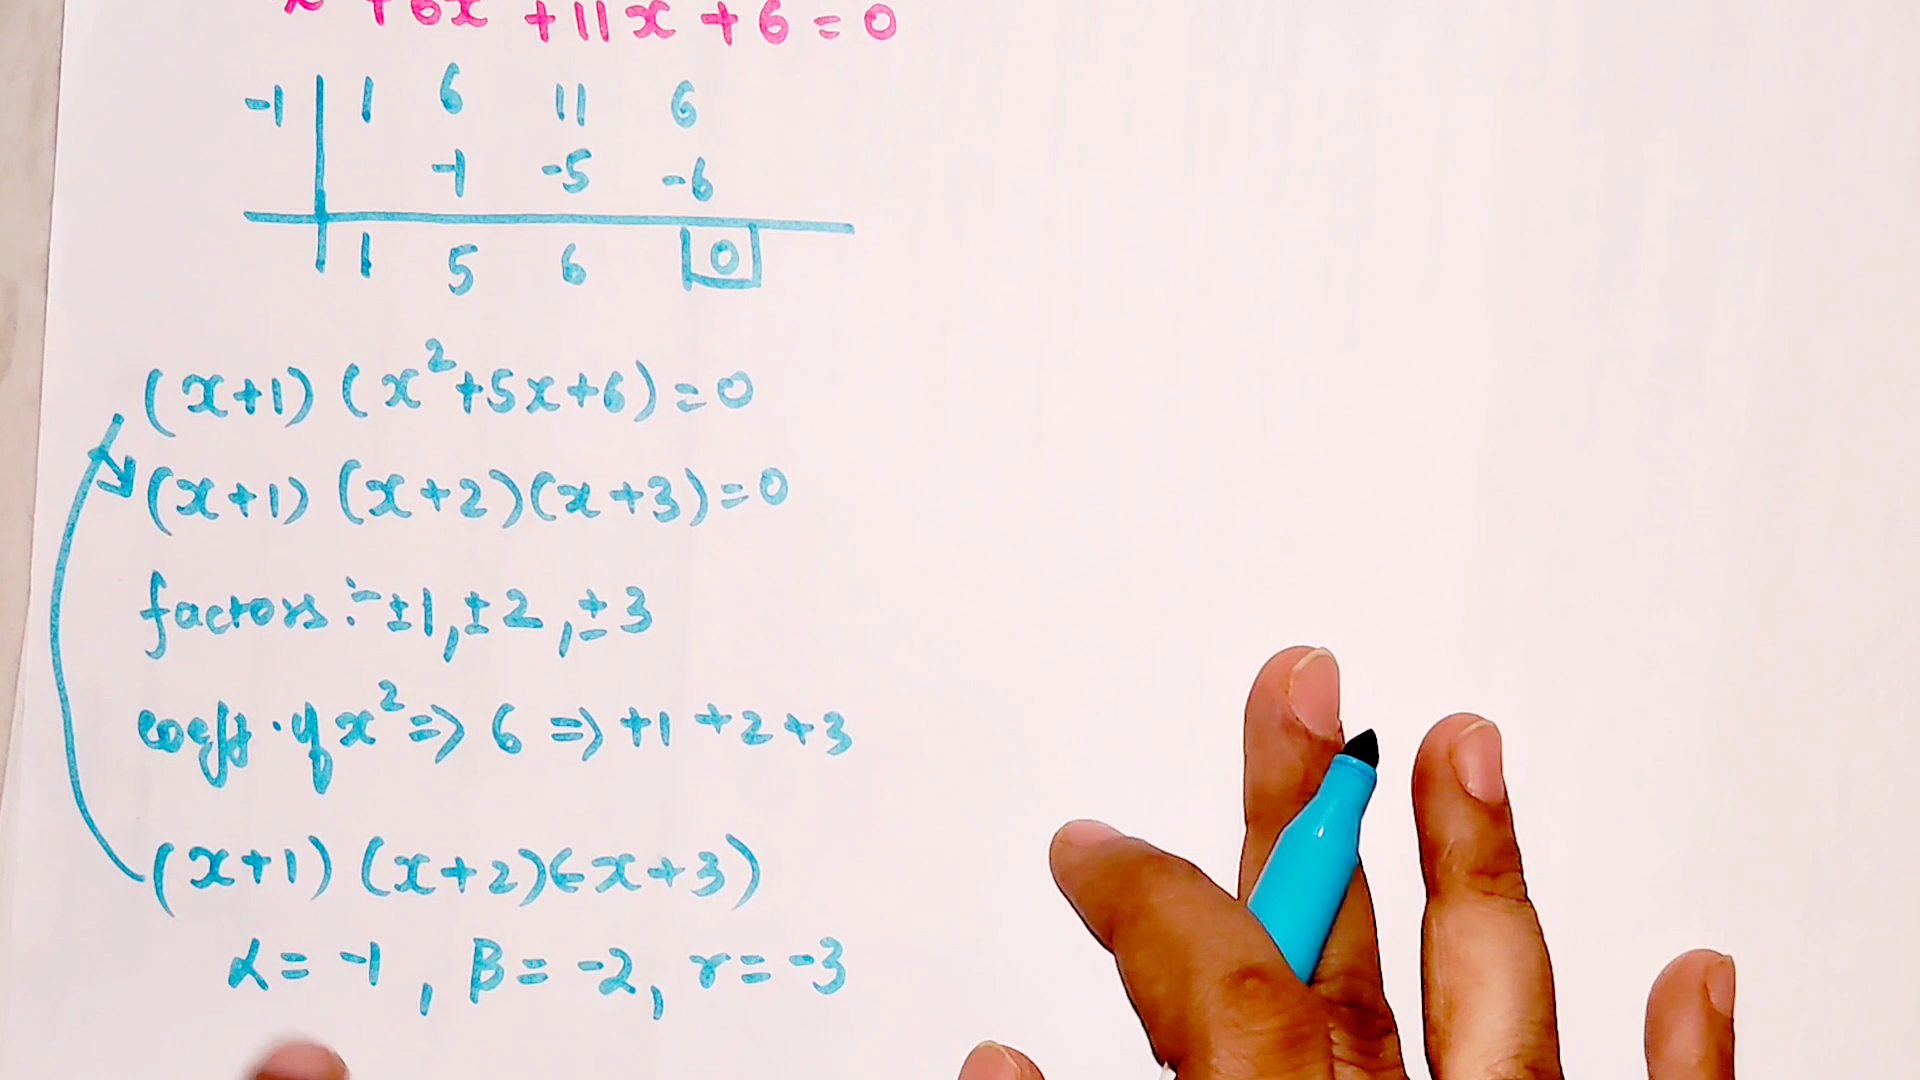 x + 6x + 11x + 6 = 0
-1 | 1 6 11 6
-1 -5 -6
1 5 6 0
(x+1) (x²+5x+6) = 0
(x+1) (x+2)(x+3) = 0
factors :- ±1, ±2, ±3
coeff. of x² => 6 => +1 +2 +3
(x+1) (x+2)(x+3)
α = -1, β = -2, r = -3